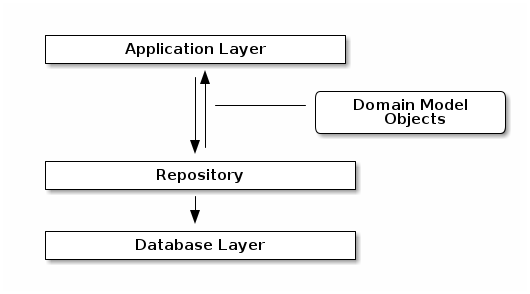 Application Layer
Domain Model
Objects
Repository
Database Layer